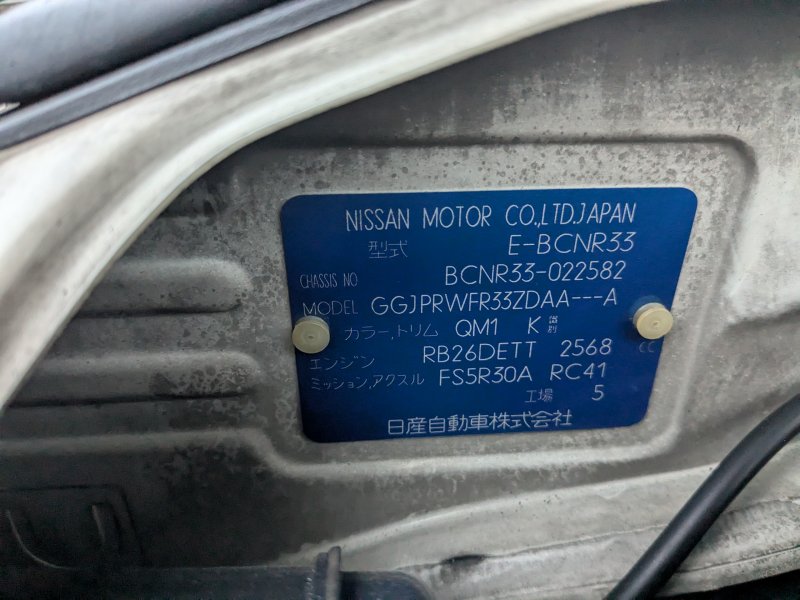 NISSAN MOTOR CO.,LTD.JAPAN
型式 E-BCNR33
CHASSIS NO BCNR33-022582
MODEL GGJPRWFR33ZDAA---A
カラー,トリム QM1 K 識別
エンジン RB26DETT 2568 CC
ミッション,アクスル FS5R30A RC41
工場 5
日産自動車株式会社